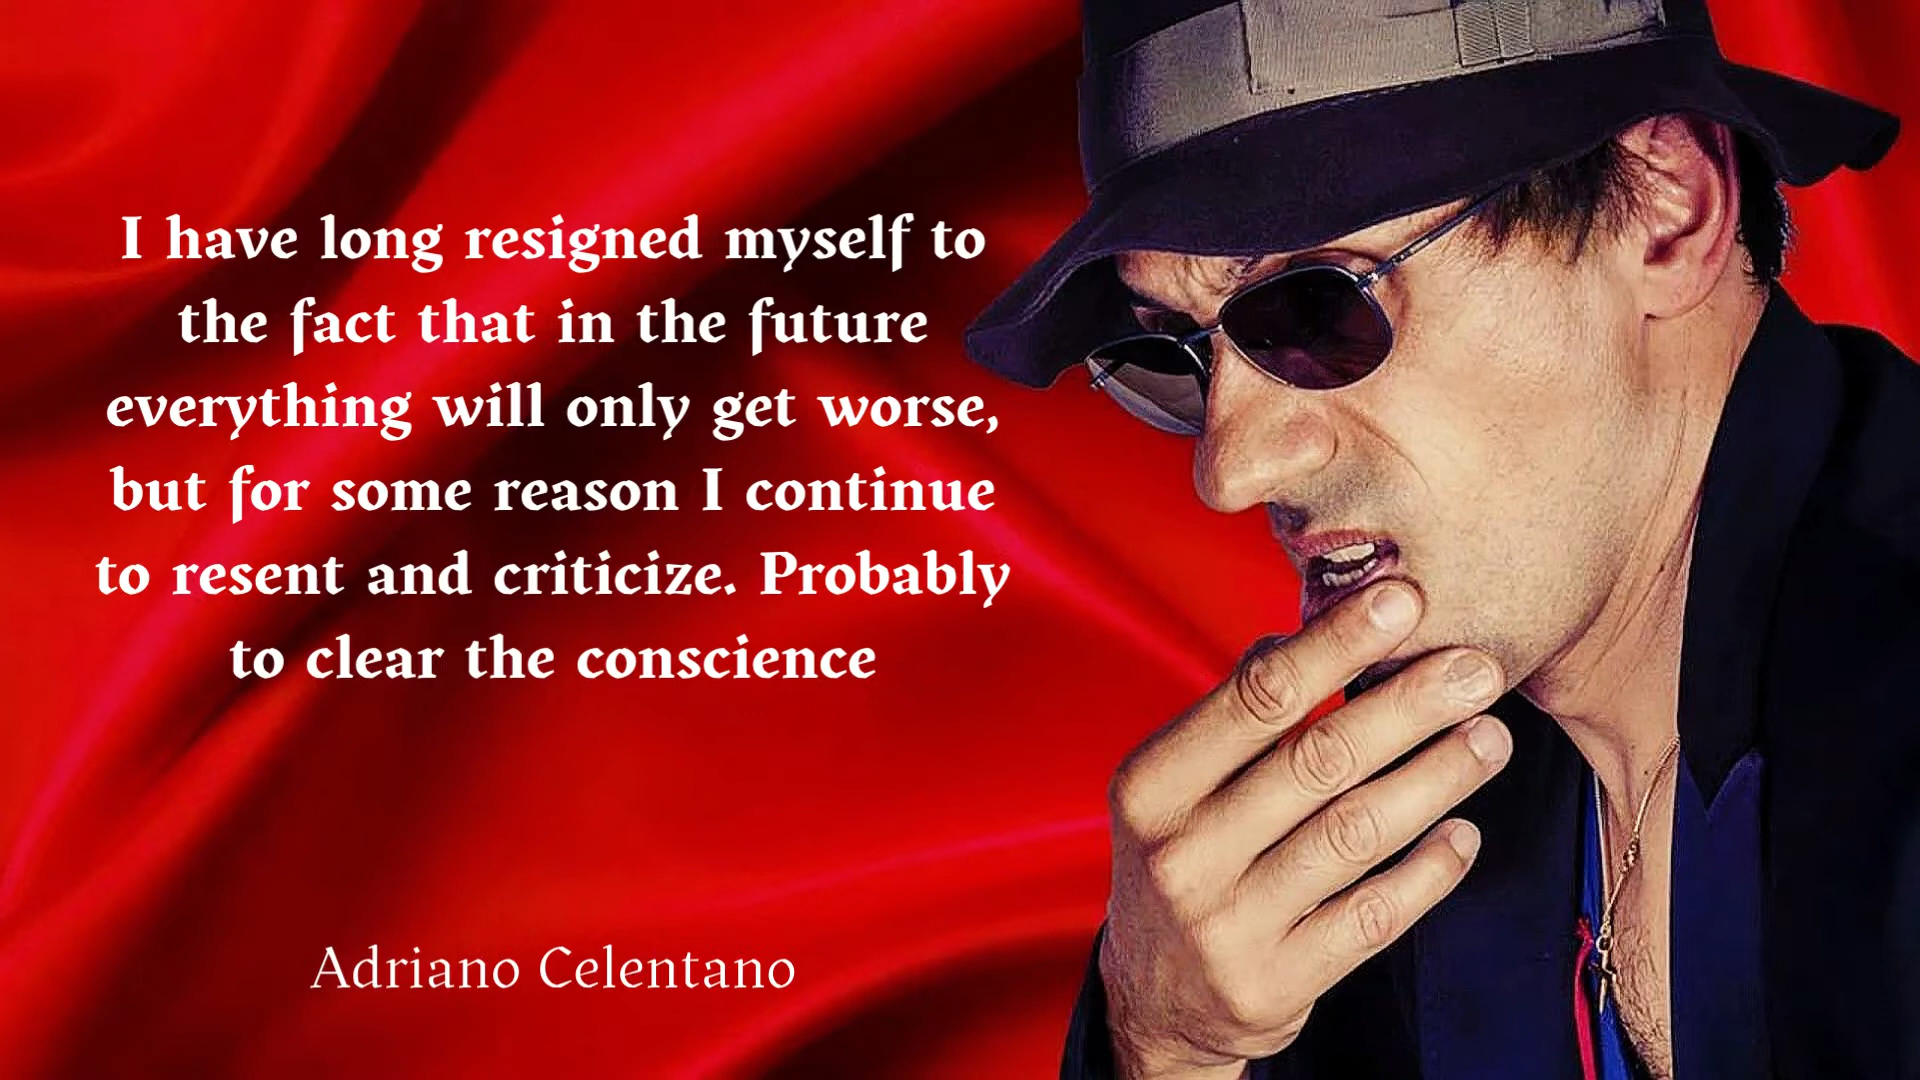 I have long resigned myself to
the fact that in the future
everything will only get worse,
but for some reason I continue
to resent and criticize. Probably
to clear the conscience
Adriano Celentano